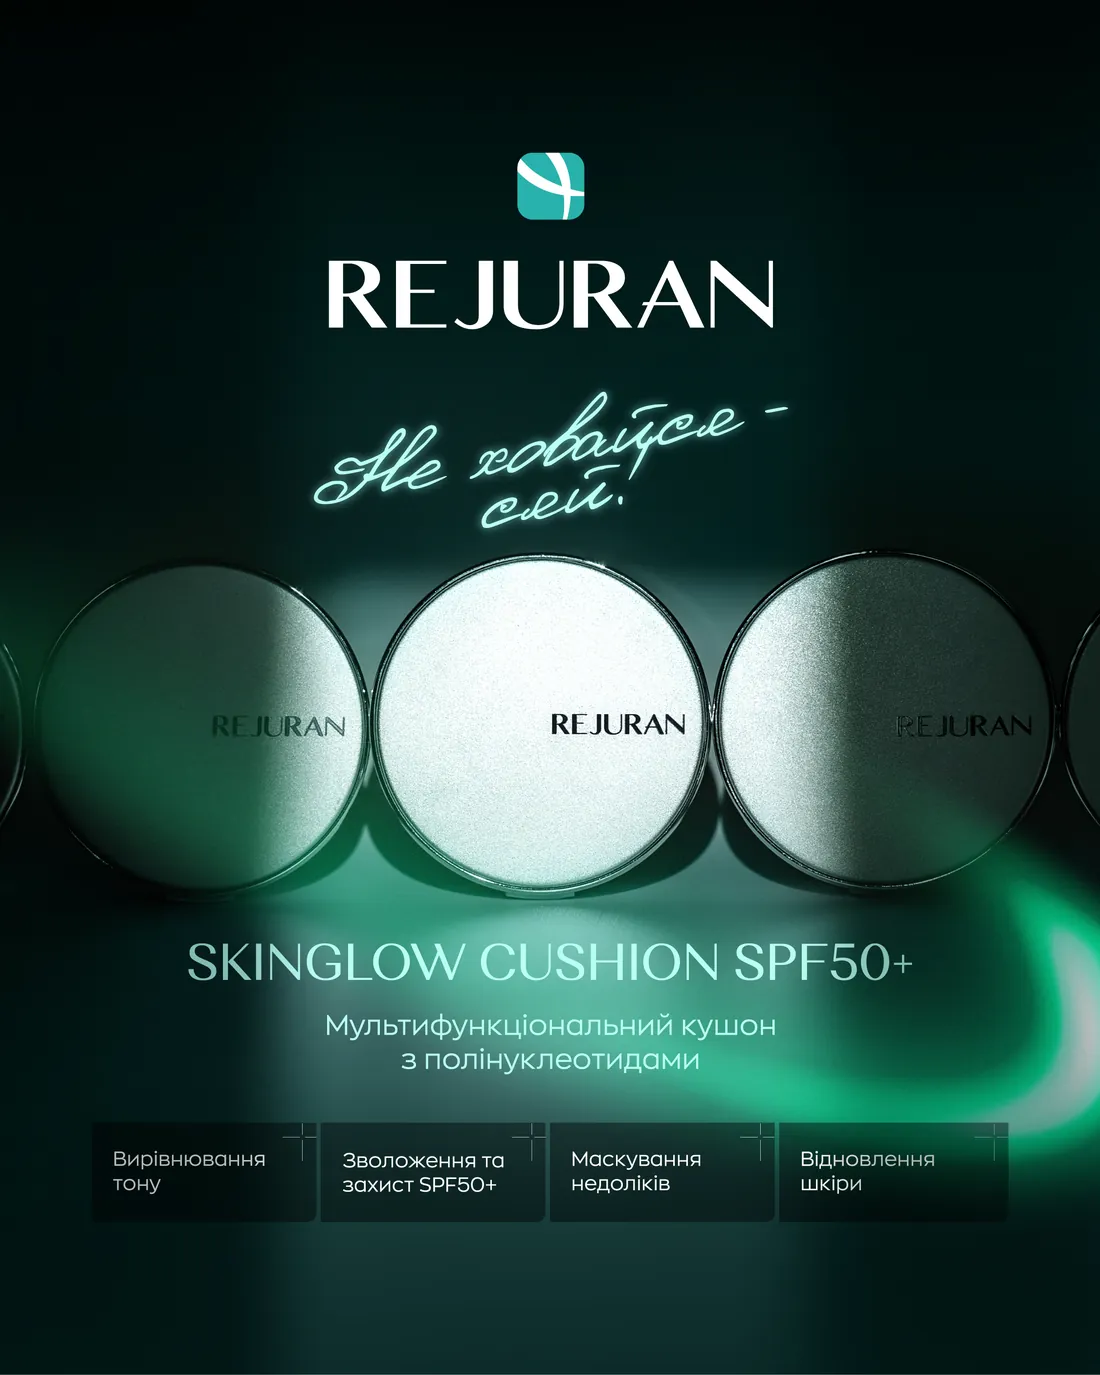 REJURAN
Не ховайся -
сяй!
REJURAN
REJURAN
REJURAN
SKINGLOW CUSHION SPF50+
Мультифункціональний кушон
з полінуклеотидами
Вирівнювання
тону
Зволоження та
захист SPF50+
Маскування
недоліків
Відновлення
шкіри